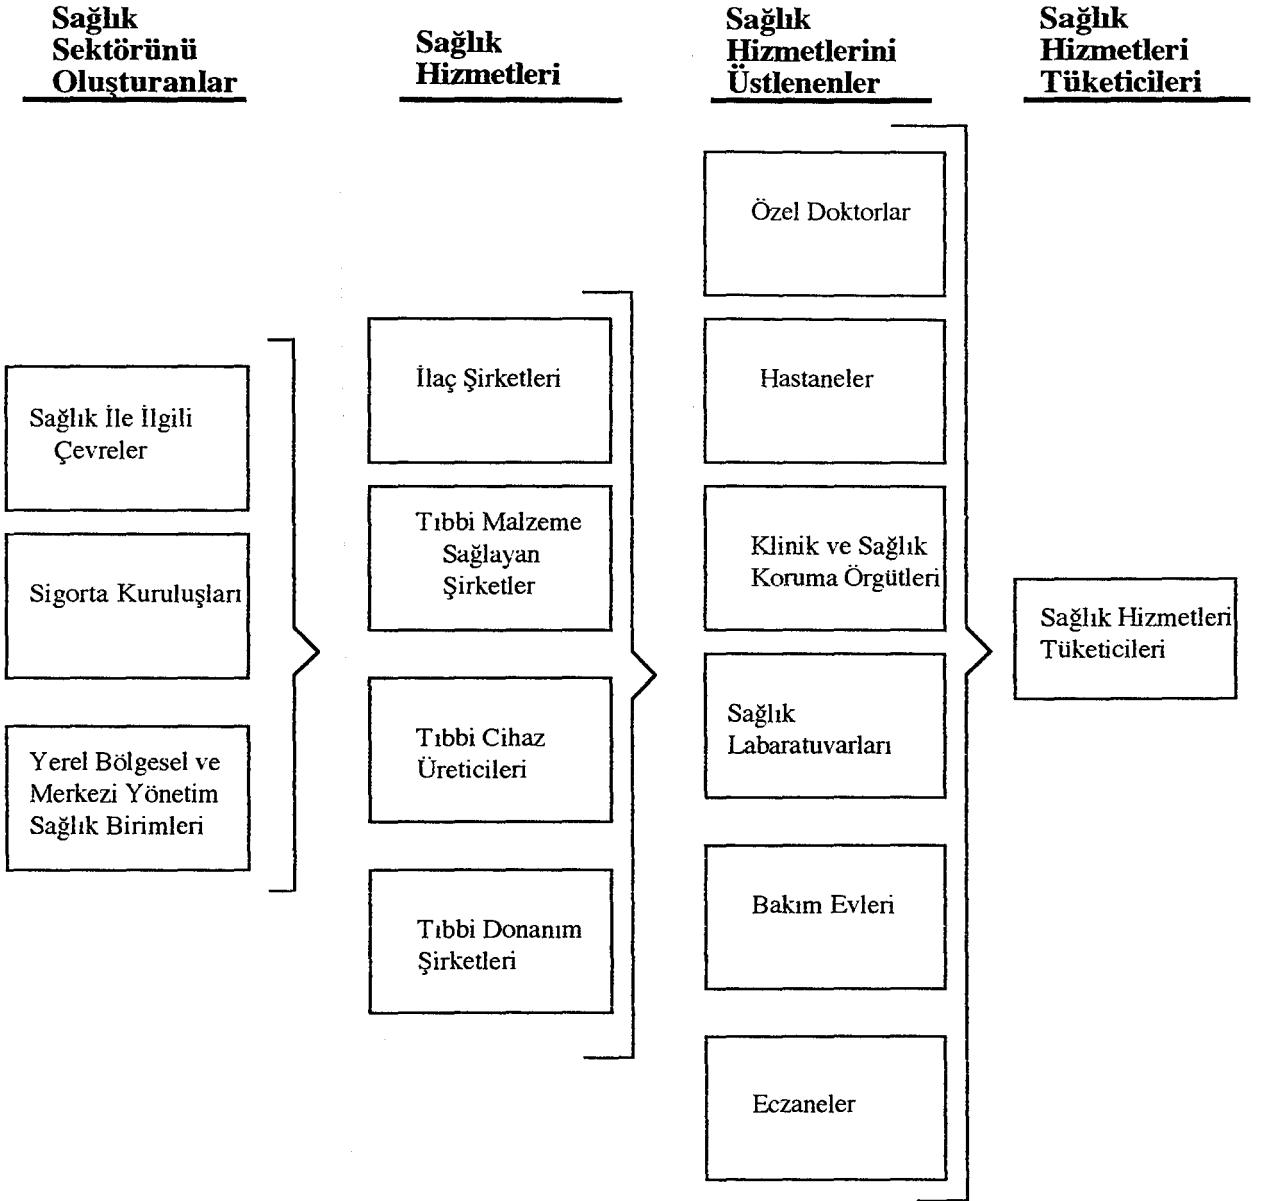 Sağlık
Sektörünü
Oluşturanlar
Sağlık
Hizmetleri
Sağlık
Hizmetlerini
Üstlenenler
Sağlık
Hizmetleri
Tüketicileri
Sağlık İle İlgili
Çevreler
Sigorta Kuruluşları
Yerel Bölgesel ve
Merkezi Yönetim
Sağlık Birimleri
İlaç Şirketleri
Tıbbi Malzeme
Sağlayan
Şirketler
Tıbbi Cihaz
Üreticileri
Tıbbi Donanım
Şirketleri
Özel Doktorlar
Hastaneler
Klinik ve Sağlık
Koruma Örgütleri
Sağlık
Labaratuvarları
Bakım Evleri
Eczaneler
Sağlık Hizmetleri
Tüketicileri